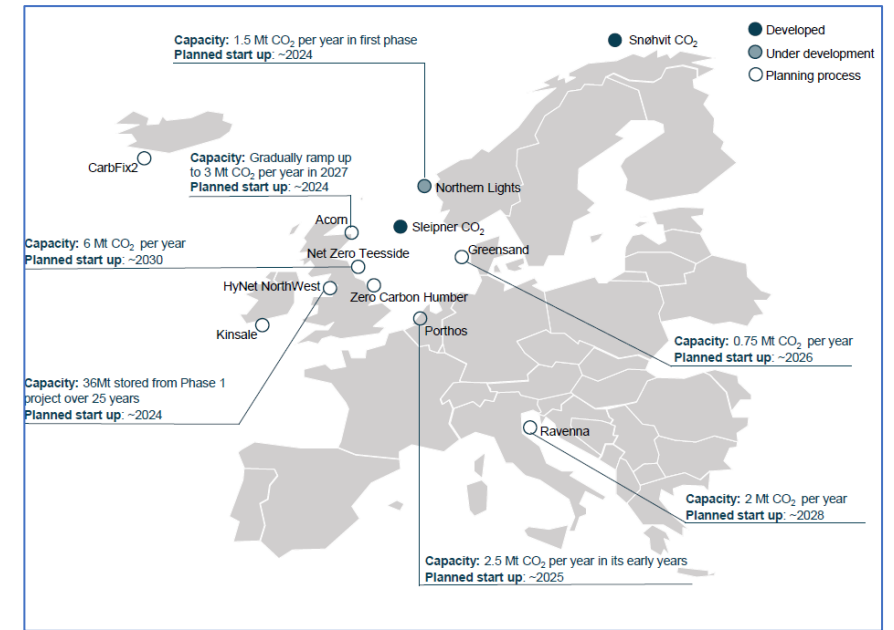 Capacity: 1.5 Mt CO₂ per year in first phase
Planned start up: ~2024
Developed
Under development
Planning process
Snøhvit CO₂
CarbFix2
Capacity: Gradually ramp up
to 3 Mt CO₂ per year in 2027
Planned start up: ~2024
Northern Lights
Acorn
Sleipner CO₂
Capacity: 6 Mt CO₂ per year
Planned start up: ~2030
Net Zero Teesside
Greensand
HyNet NorthWest
Zero Carbon Humber
Kinsale
Porthos
Capacity: 0.75 Mt CO₂ per year
Planned start up: ~2026
Capacity: 36Mt stored from Phase 1
project over 25 years
Planned start up: ~2024
Ravenna
Capacity: 2 Mt CO₂ per year
Planned start up: ~2028
Capacity: 2.5 Mt CO₂ per year in its early years
Planned start up: ~2025